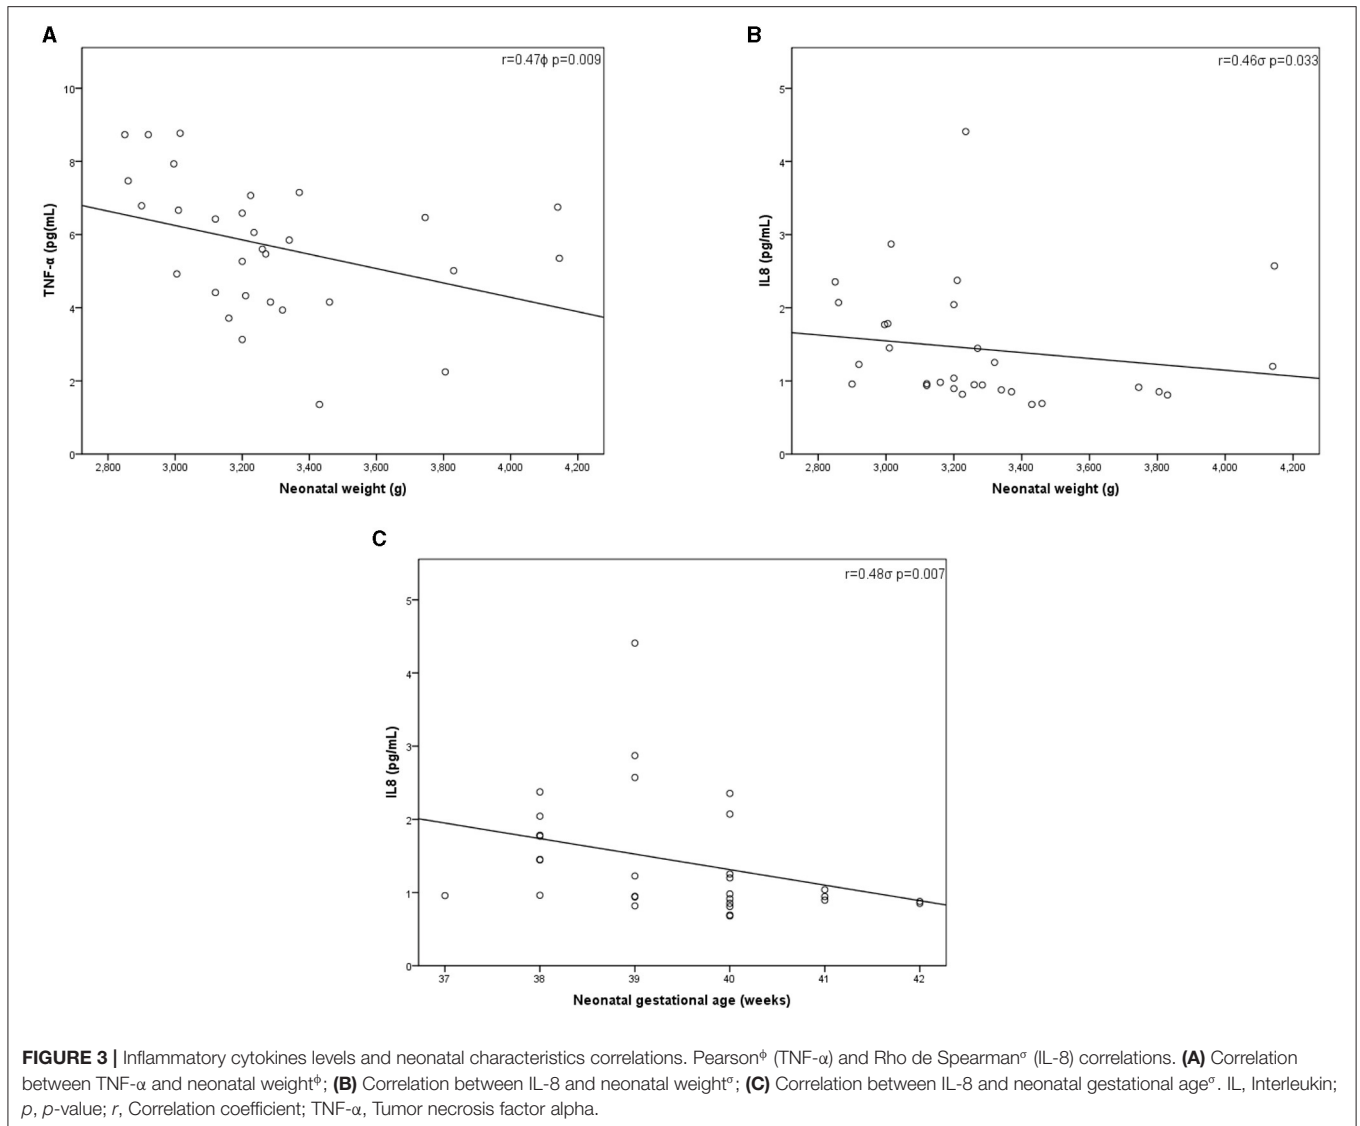 A
r=0.47ϕ p=0.009
10
8
6
4
2
0
TNF-α (pg(mL)
2,800 3,000 3,200 3,400 3,600 3,800 4,000 4,200
Neonatal weight (g)
B
r=0.46σ p=0.033
5
4
3
2
1
0
IL8 (pg/mL)
2,800 3,000 3,200 3,400 3,600 3,800 4,000 4,200
Neonatal weight (g)
C
r=0.48σ p=0.007
5
4
3
2
1
0
IL8 (pg/mL)
37 38 39 40 41 42
Neonatal gestational age (weeks)
FIGURE 3 | Inflammatory cytokines levels and neonatal characteristics correlations. Pearsonᶲ (TNF-α) and Rho de Spearmanσ (IL-8) correlations. (A) Correlation
between TNF-α and neonatal weightᶲ; (B) Correlation between IL-8 and neonatal weightσ; (C) Correlation between IL-8 and neonatal gestational ageσ. IL, Interleukin;
p, p-value; r, Correlation coefficient; TNF-α, Tumor necrosis factor alpha.